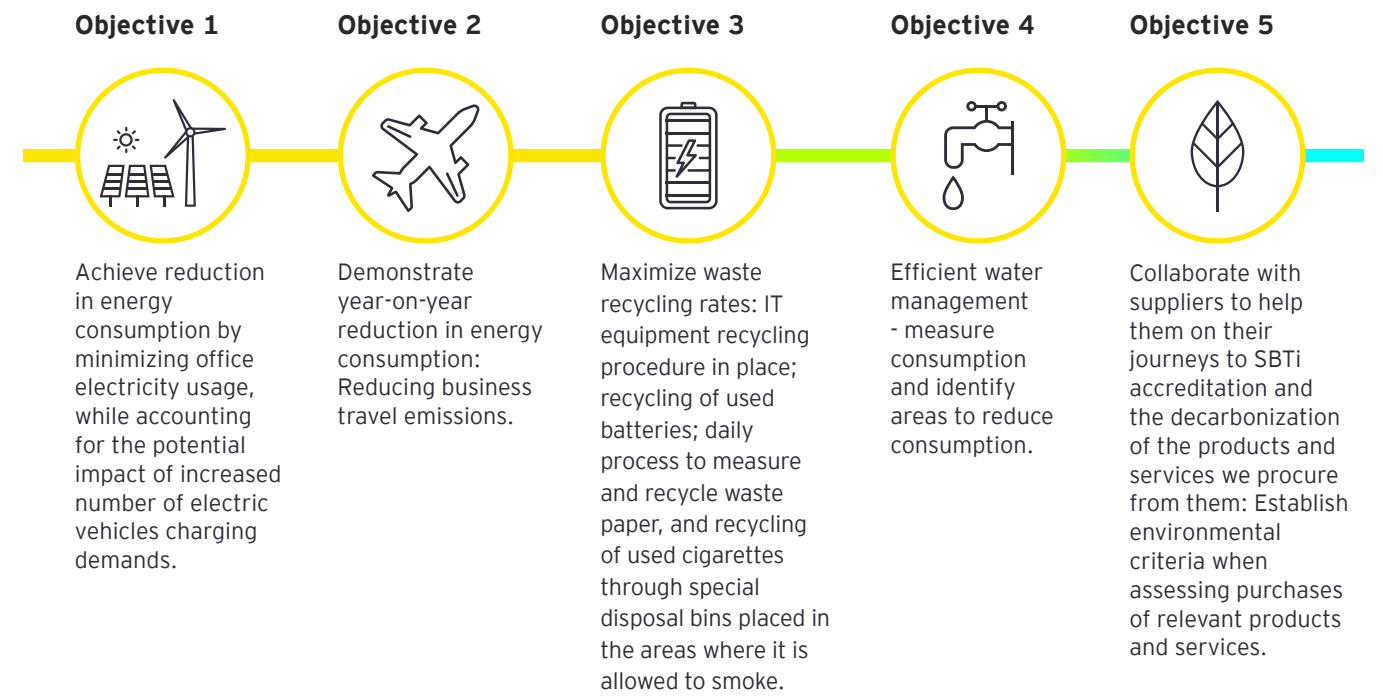 Objective 1
Achieve reduction
in energy
consumption by
minimizing office
electricity usage,
while accounting
for the potential
impact of increased
number of electric
vehicles charging
demands.
Objective 2
Demonstrate
year-on-year
reduction in energy
consumption:
Reducing business
travel emissions.
Objective 3
Maximize waste
recycling rates: IT
equipment recycling
procedure in place;
recycling of used
batteries; daily
process to measure
and recycle waste
paper, and recycling
of used cigarettes
through special
disposal bins placed in
the areas where it is
allowed to smoke.
Objective 4
Efficient water
management
- measure
consumption
and identify
areas to reduce
consumption.
Objective 5
Collaborate with
suppliers to help
them on their
journeys to SBTi
accreditation and
the decarbonization
of the products and
services we procure
from them: Establish
environmental
criteria when
assessing purchases
of relevant products
and services.